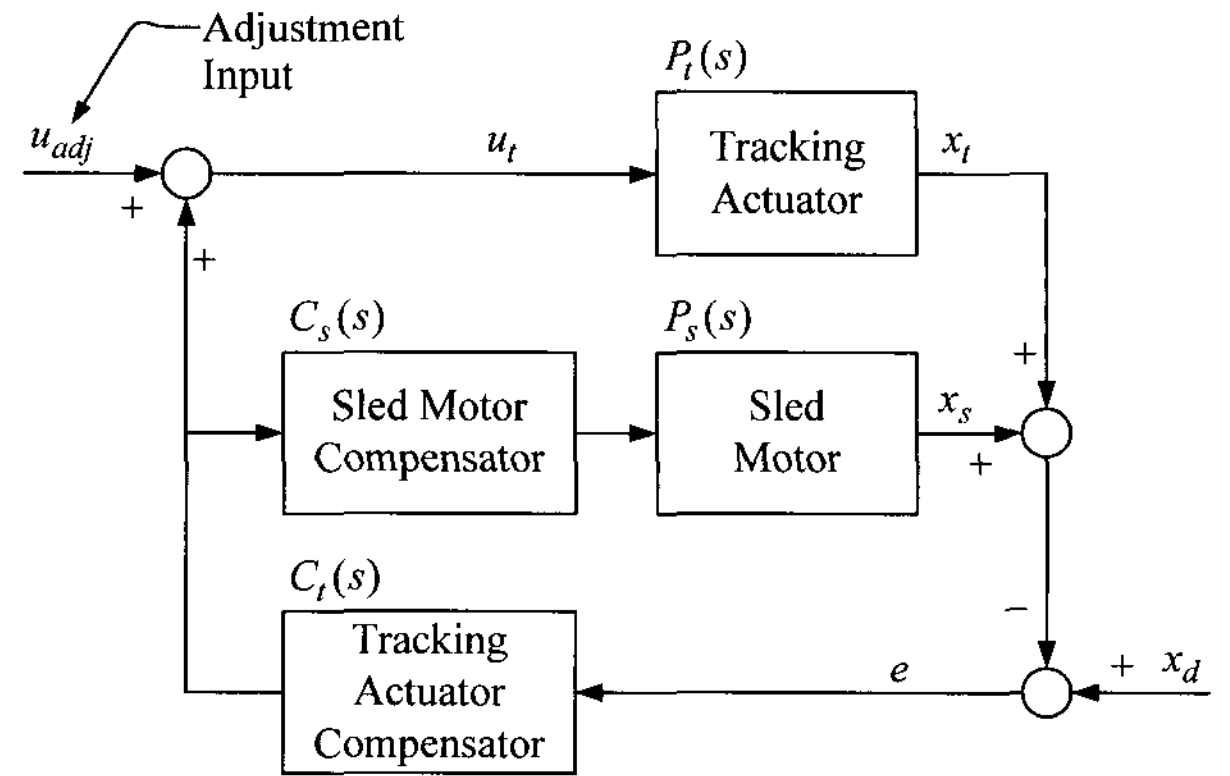 Adjustment
Input
P_t(s)
u_adj
u_t
Tracking
Actuator
x_t
+
+
C_s(s)
P_s(s)
+
Sled Motor
Compensator
Sled
Motor
x_s
+
C_t(s)
−
Tracking
Actuator
Compensator
e
+ x_d